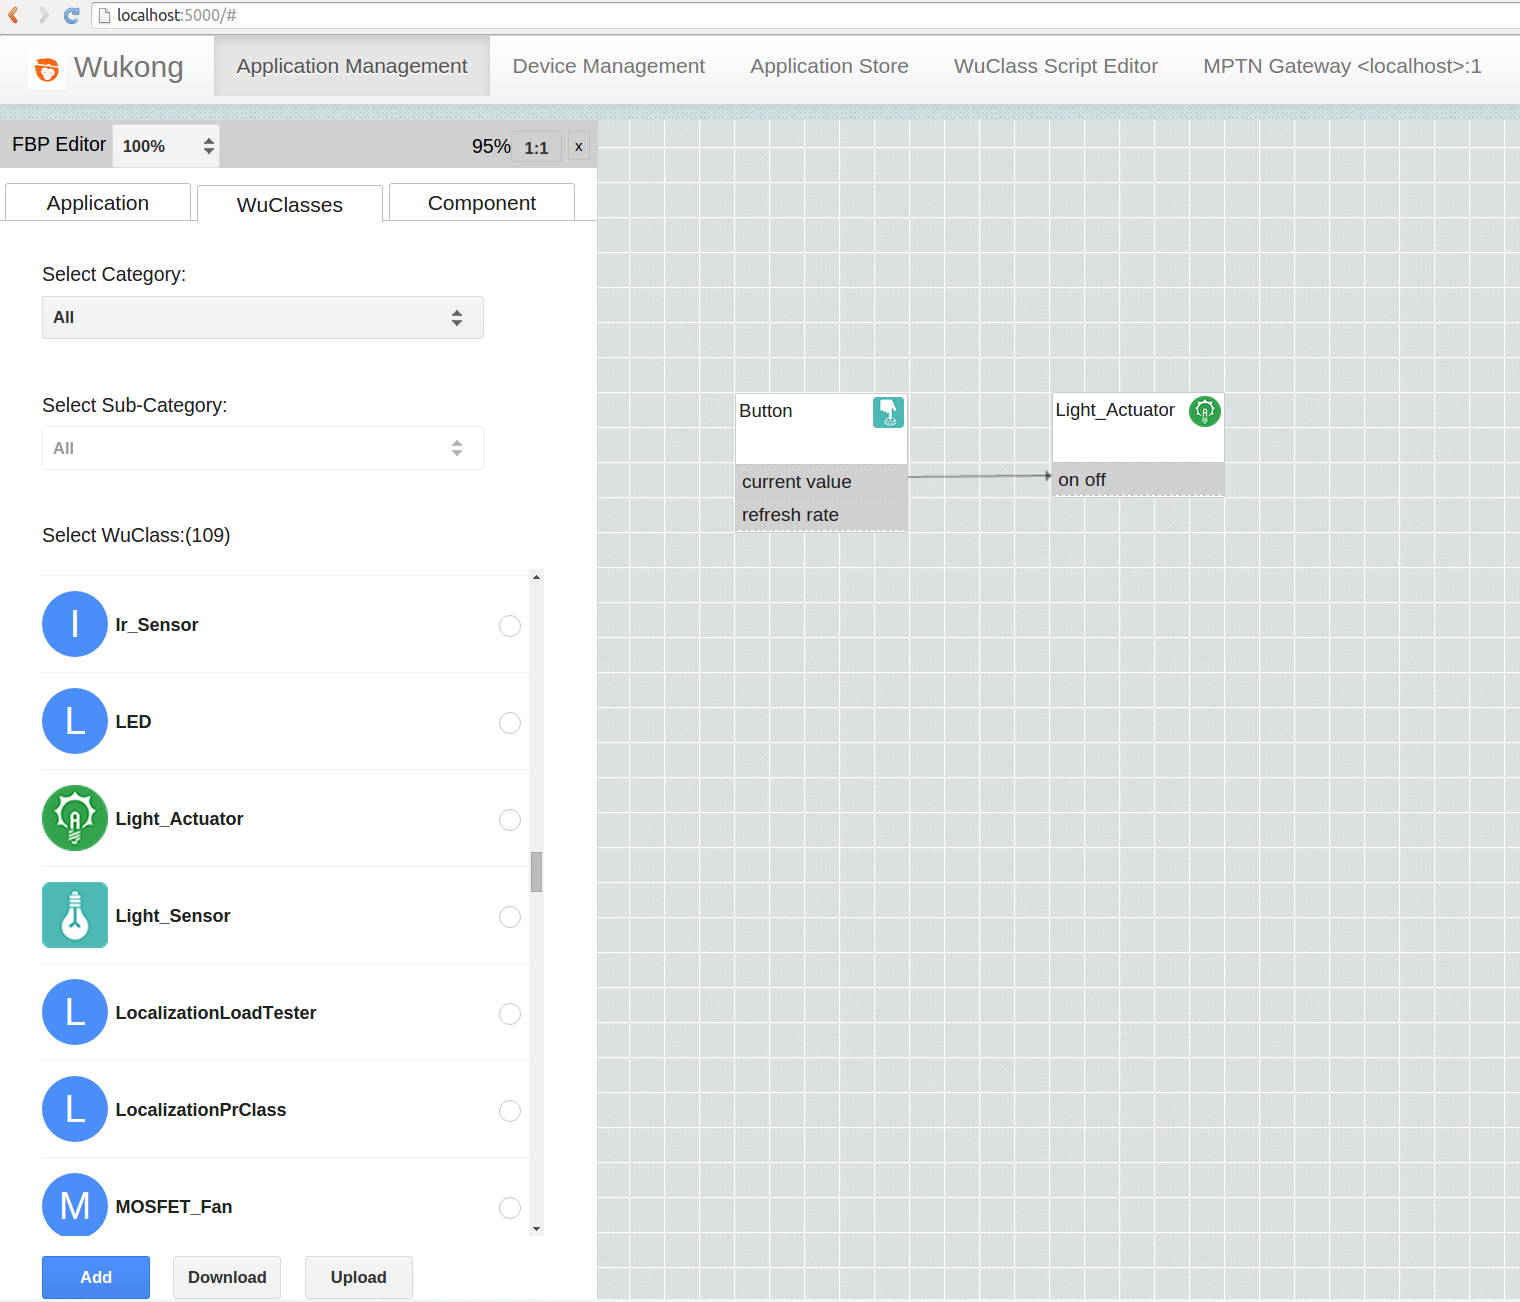 localhost:5000/#
Wukong
Application Management
Device Management
Application Store
WuClass Script Editor
MPTN Gateway <localhost>:1
FBP Editor
100%
95%
1:1
x
Application
WuClasses
Component
Select Category:
All
Select Sub-Category:
All
Select WuClass:(109)
I
Ir_Sensor
L
LED
A
Light_Actuator
Light_Sensor
L
LocalizationLoadTester
L
LocalizationPrClass
M
MOSFET_Fan
Add
Download
Upload
Button
current value
refresh rate
Light_Actuator
on off